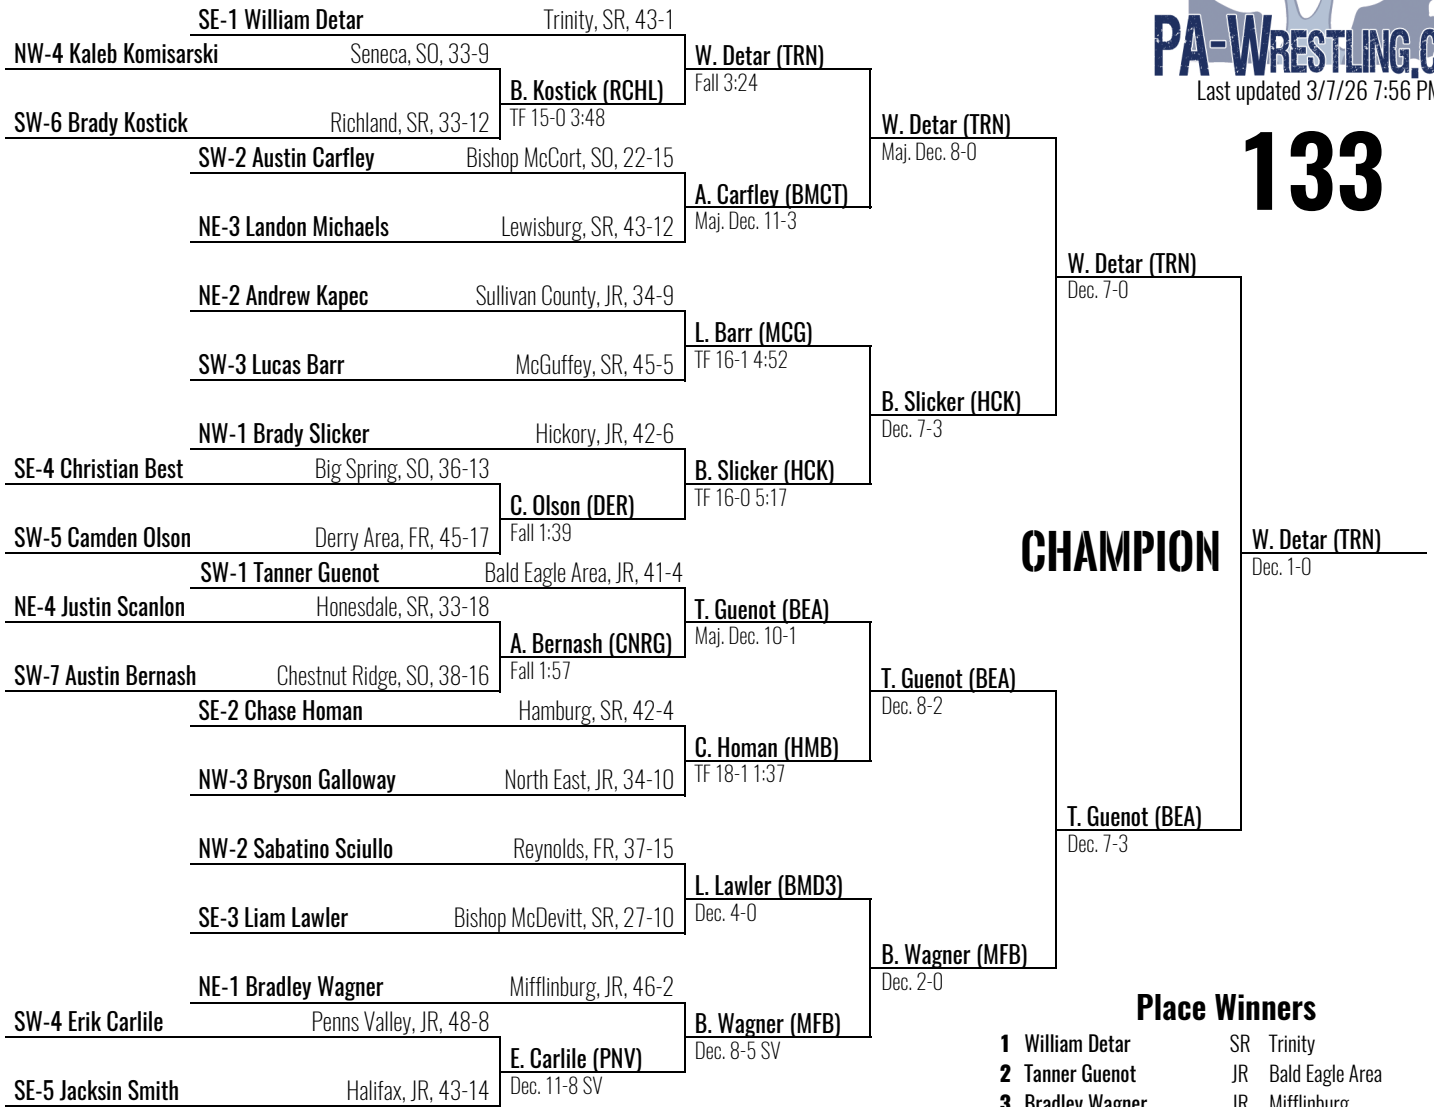 SE-1 William Detar Trinity, SR, 43-1
NW-4 Kaleb Komisarski Seneca, SO, 33-9
W. Detar (TRN)
Fall 3:24
B. Kostick (RCHL)
TF 15-0 3:48
SW-6 Brady Kostick Richland, SR, 33-12
W. Detar (TRN)
Maj. Dec. 8-0
SW-2 Austin Carfley Bishop McCort, SO, 22-15
A. Carfley (BMCT)
Maj. Dec. 11-3
NE-3 Landon Michaels Lewisburg, SR, 43-12
W. Detar (TRN)
Dec. 7-0
NE-2 Andrew Kapec Sullivan County, JR, 34-9
L. Barr (MCG)
TF 16-1 4:52
SW-3 Lucas Barr McGuffey, SR, 45-5
B. Slicker (HCK)
Dec. 7-3
NW-1 Brady Slicker Hickory, JR, 42-6
SE-4 Christian Best Big Spring, SO, 36-13
B. Slicker (HCK)
TF 16-0 5:17
C. Olson (DER)
Fall 1:39
SW-5 Camden Olson Derry Area, FR, 45-17
CHAMPION
W. Detar (TRN)
Dec. 1-0
SW-1 Tanner Guenot Bald Eagle Area, JR, 41-4
NE-4 Justin Scanlon Honesdale, SR, 33-18
T. Guenot (BEA)
Maj. Dec. 10-1
A. Bernash (CNRG)
Fall 1:57
SW-7 Austin Bernash Chestnut Ridge, SO, 38-16
T. Guenot (BEA)
Dec. 8-2
SE-2 Chase Homan Hamburg, SR, 42-4
C. Homan (HMB)
TF 18-1 1:37
NW-3 Bryson Galloway North East, JR, 34-10
T. Guenot (BEA)
Dec. 7-3
NW-2 Sabatino Sciullo Reynolds, FR, 37-15
L. Lawler (BMD3)
Dec. 4-0
SE-3 Liam Lawler Bishop McDevitt, SR, 27-10
B. Wagner (MFB)
Dec. 2-0
NE-1 Bradley Wagner Mifflinburg, JR, 46-2
SW-4 Erik Carlile Penns Valley, JR, 48-8
B. Wagner (MFB)
Dec. 8-5 SV
E. Carlile (PNV)
Dec. 11-8 SV
SE-5 Jacksin Smith Halifax, JR, 43-14
PA-WRESTLING.C
Last updated 3/7/26 7:56 PM
133
Place Winners
1 William Detar SR Trinity
2 Tanner Guenot JR Bald Eagle Area
3 Bradley Wagner JR Mifflinburg